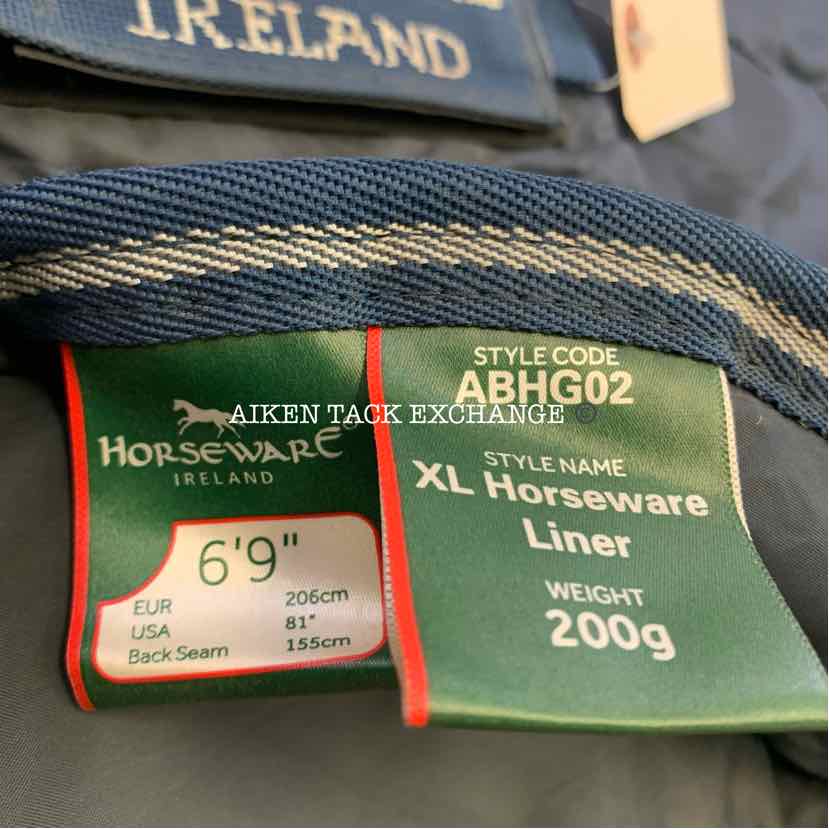 IRELAND
AIKEN TACK EXCHANGE ©
HORSEWARE®
IRELAND
6'9"
EUR 206cm
USA 81"
Back Seam 155cm
STYLE CODE
ABHG02
STYLE NAME
XL Horseware
Liner
WEIGHT
200g